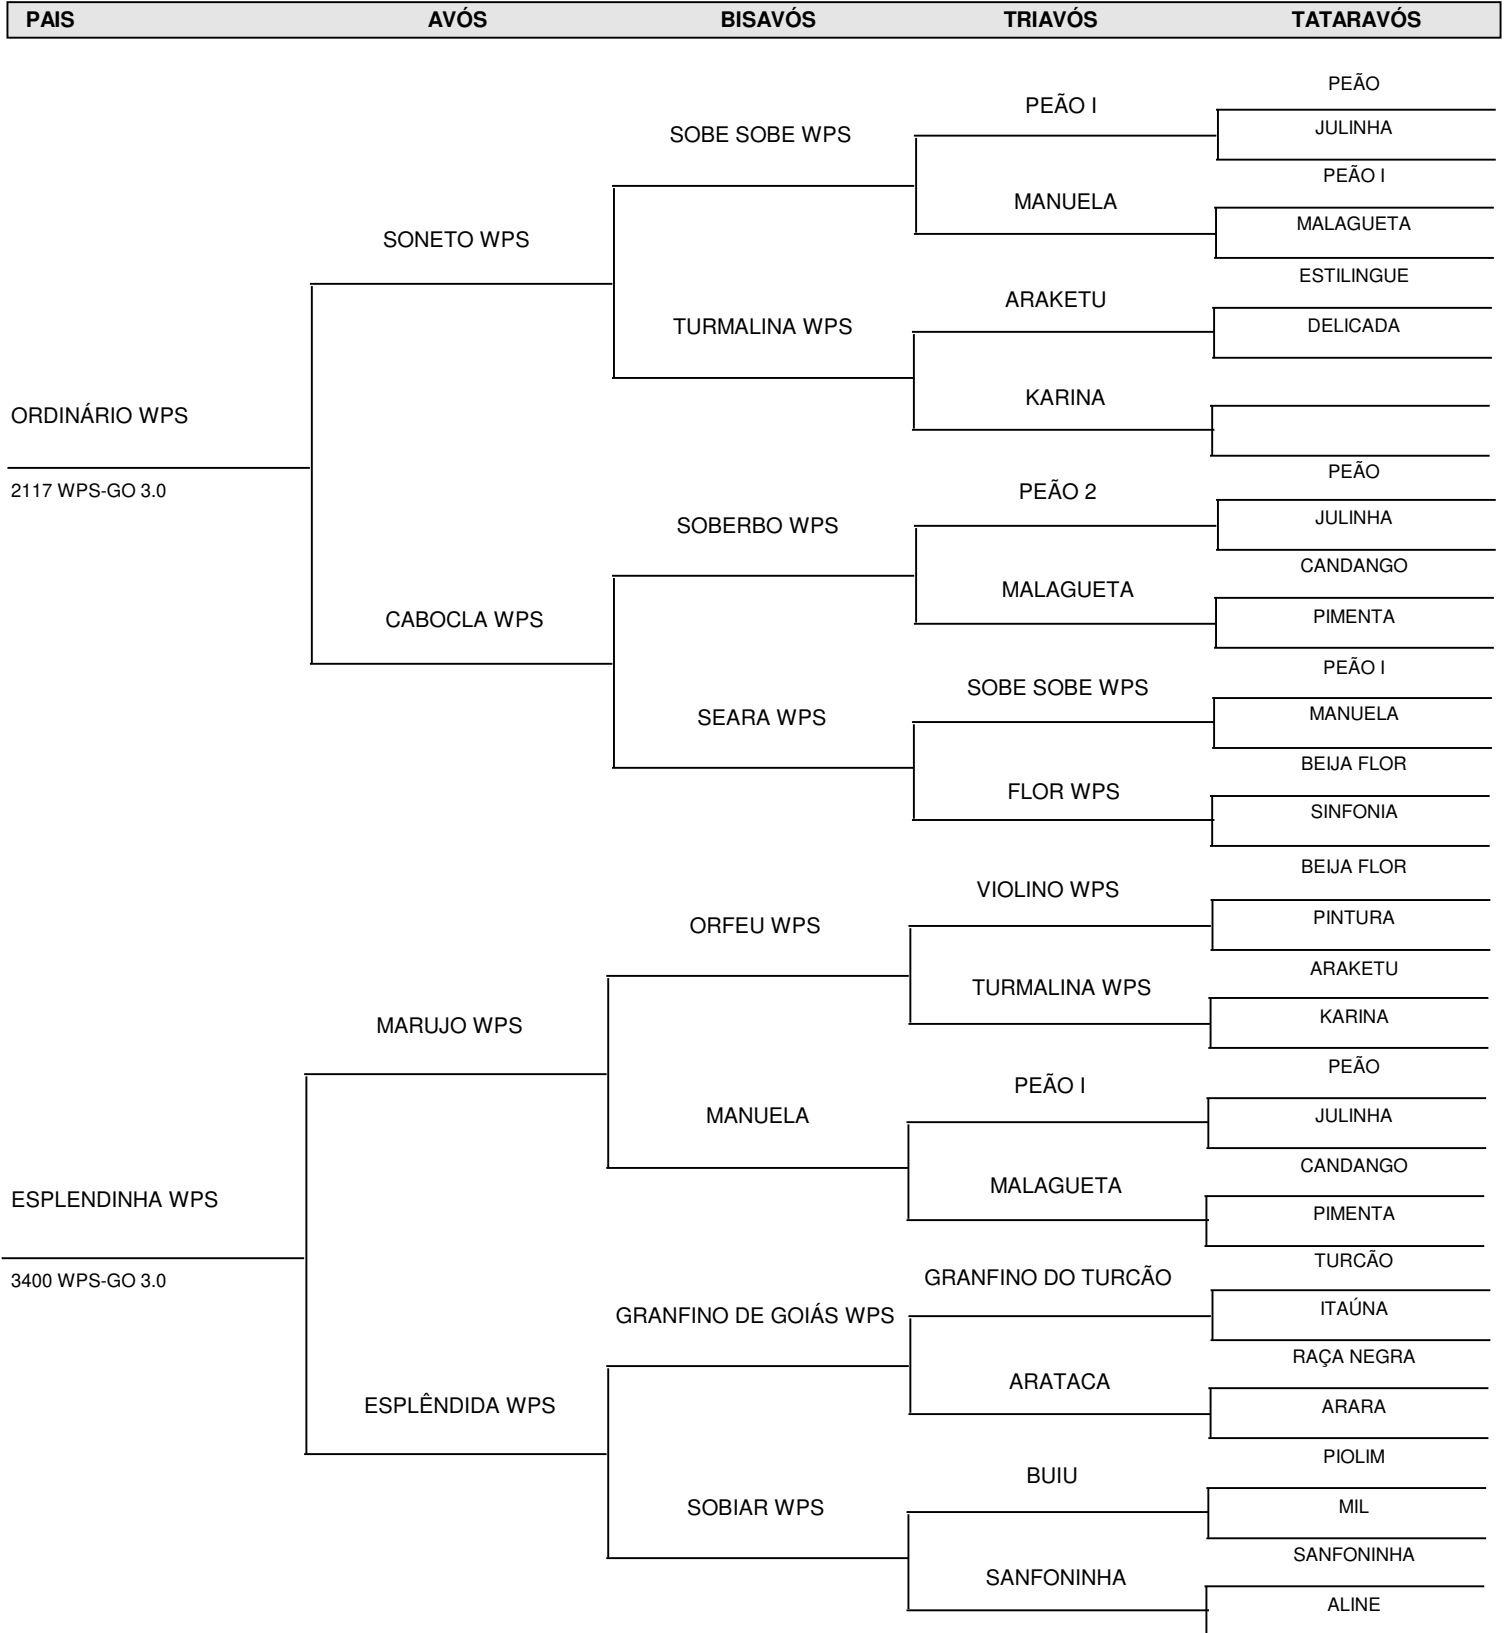 PAIS AVÓS BISAVÓS TRIAVÓS TATARAVÓS
PEÃO
PEÃO I
JULINHA
SOBE SOBE WPS
PEÃO I
MANUELA
MALAGUETA
SONETO WPS
ESTILINGUE
ARAKETU
TURMALINA WPS
DELICADA
KARINA
ORDINÁRIO WPS
PEÃO
2117 WPS-GO 3.0
PEÃO 2
JULINHA
SOBERBO WPS
CANDANGO
MALAGUETA
PIMENTA
CABOCLA WPS
PEÃO I
SOBE SOBE WPS
MANUELA
SEARA WPS
BEIJA FLOR
FLOR WPS
SINFONIA
BEIJA FLOR
VIOLINO WPS
PINTURA
ORFEU WPS
ARAKETU
TURMALINA WPS
KARINA
MARUJO WPS
PEÃO
PEÃO I
JULINHA
MANUELA
CANDANGO
MALAGUETA
ESPLENDINHA WPS
PIMENTA
TURCÃO
3400 WPS-GO 3.0
GRANFINO DO TURCÃO
ITAÚNA
GRANFINO DE GOIÁS WPS
RAÇA NEGRA
ARATACA
ESPLÊNDIDA WPS
ARARA
PIOLIM
BUIU
MIL
SOBIAR WPS
SANFONINHA
SANFONINHA
ALINE